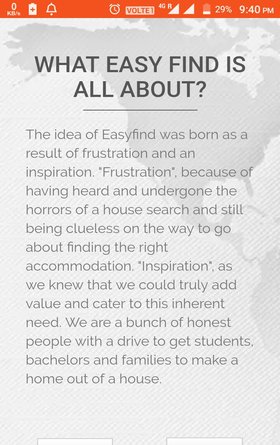 0 KB/s VOLTE1 4G R 29% 9:40 PM
WHAT EASY FIND IS
ALL ABOUT?
The idea of Easyfind was born as a
result of frustration and an
inspiration. "Frustration", because of
having heard and undergone the
horrors of a house search and still
being clueless on the way to go
about finding the right
accommodation. "Inspiration", as
we knew that we could truly add
value and cater to this inherent
need. We are a bunch of honest
people with a drive to get students,
bachelors and families to make a
home out of a house.